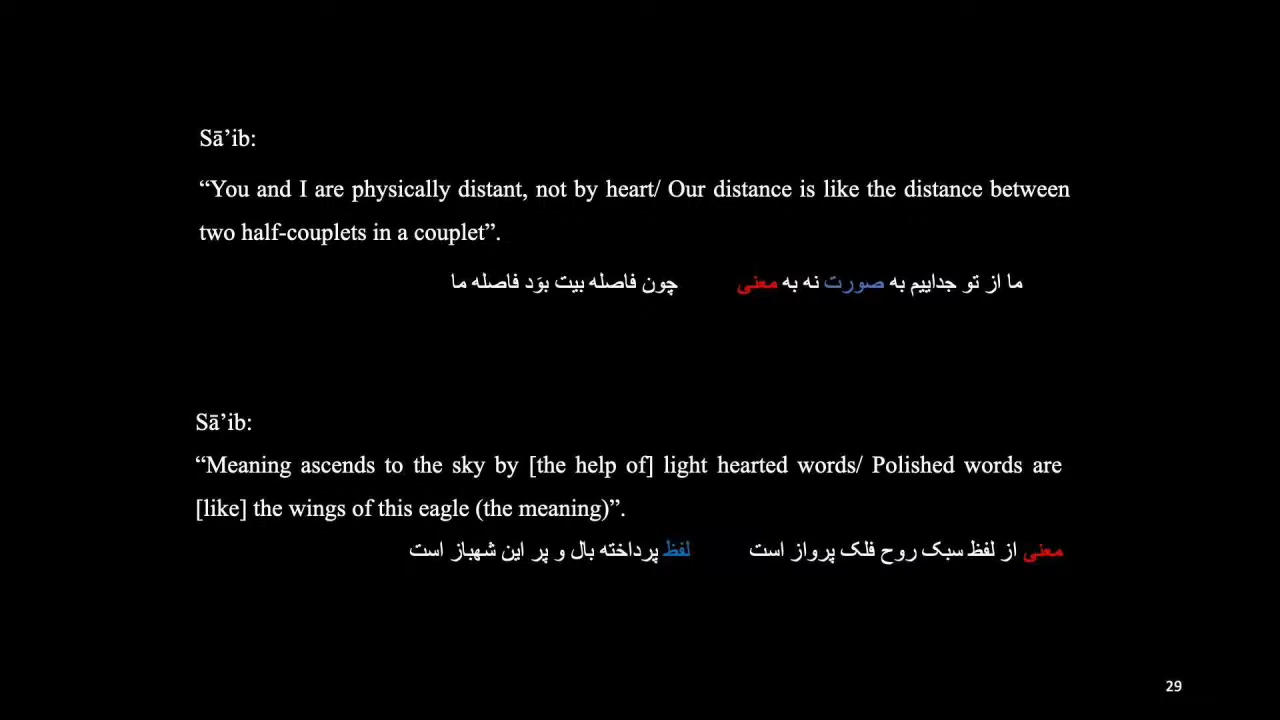 Sā’ib:
“You and I are physically distant, not by heart/ Our distance is like the distance between
two half-couplets in a couplet”.
ما از تو جداییم به صورت نه به معنی چون فاصله بیت بوَد فاصله ما
Sā’ib:
“Meaning ascends to the sky by [the help of] light hearted words/ Polished words are
[like] the wings of this eagle (the meaning)”.
معنی از لفظ سبک روح فلک پرواز است لفظ پرداخته بال و پر این شهباز است
29